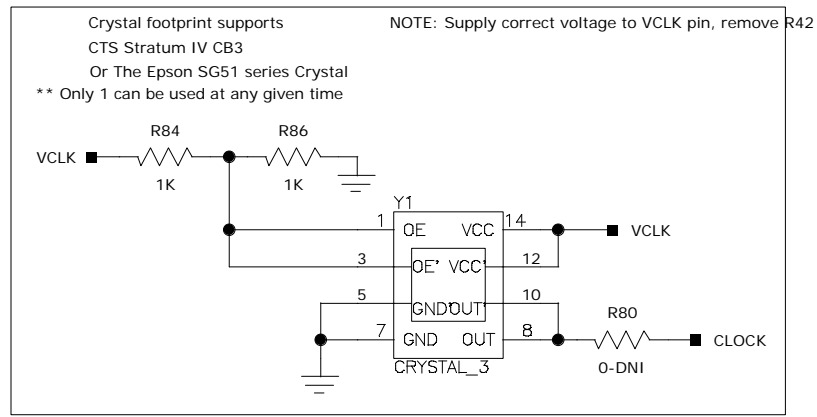 Crystal footprint supports
NOTE: Supply correct voltage to VCLK pin, remove R42
CTS Stratum IV CB3
Or The Epson SG51 series Crystal
** Only 1 can be used at any given time
R84
R86
VCLK
1K
1K
Y1
1
OE
VCC
14
VCLK
3
OE'
VCC'
12
5
GND'
OUT'
10
R80
7
GND
OUT
8
CLOCK
CRYSTAL_3
0-DNI